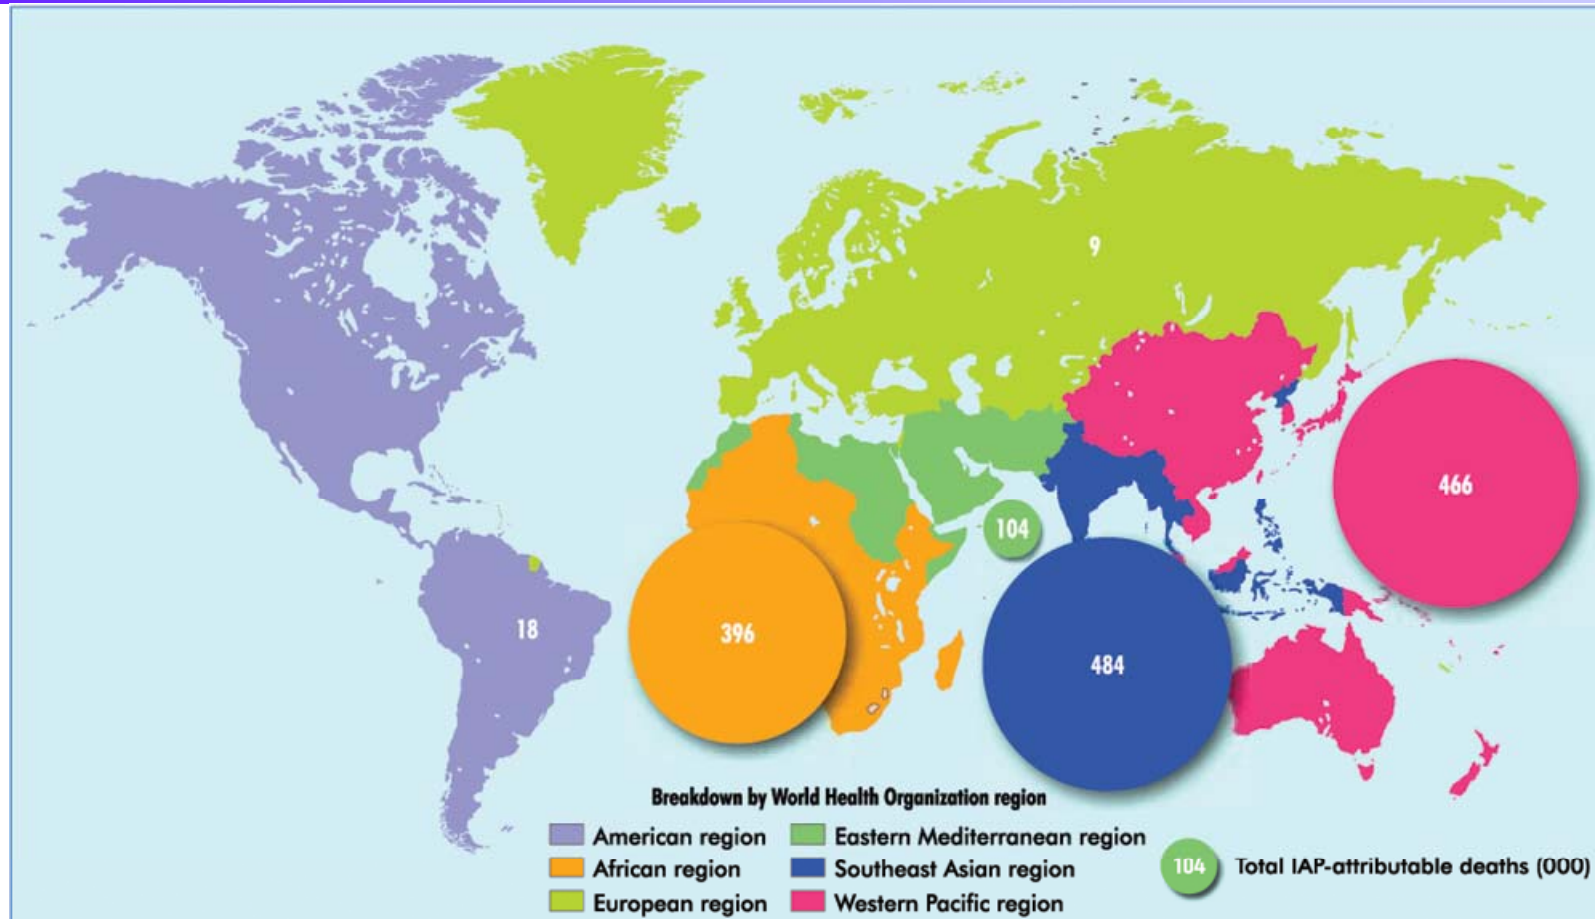 9
466
104
18
396
484
Breakdown by World Health Organization region
American region
African region
European region
Eastern Mediterranean region
Southeast Asian region
Western Pacific region
104 Total IAP-attributable deaths (000)